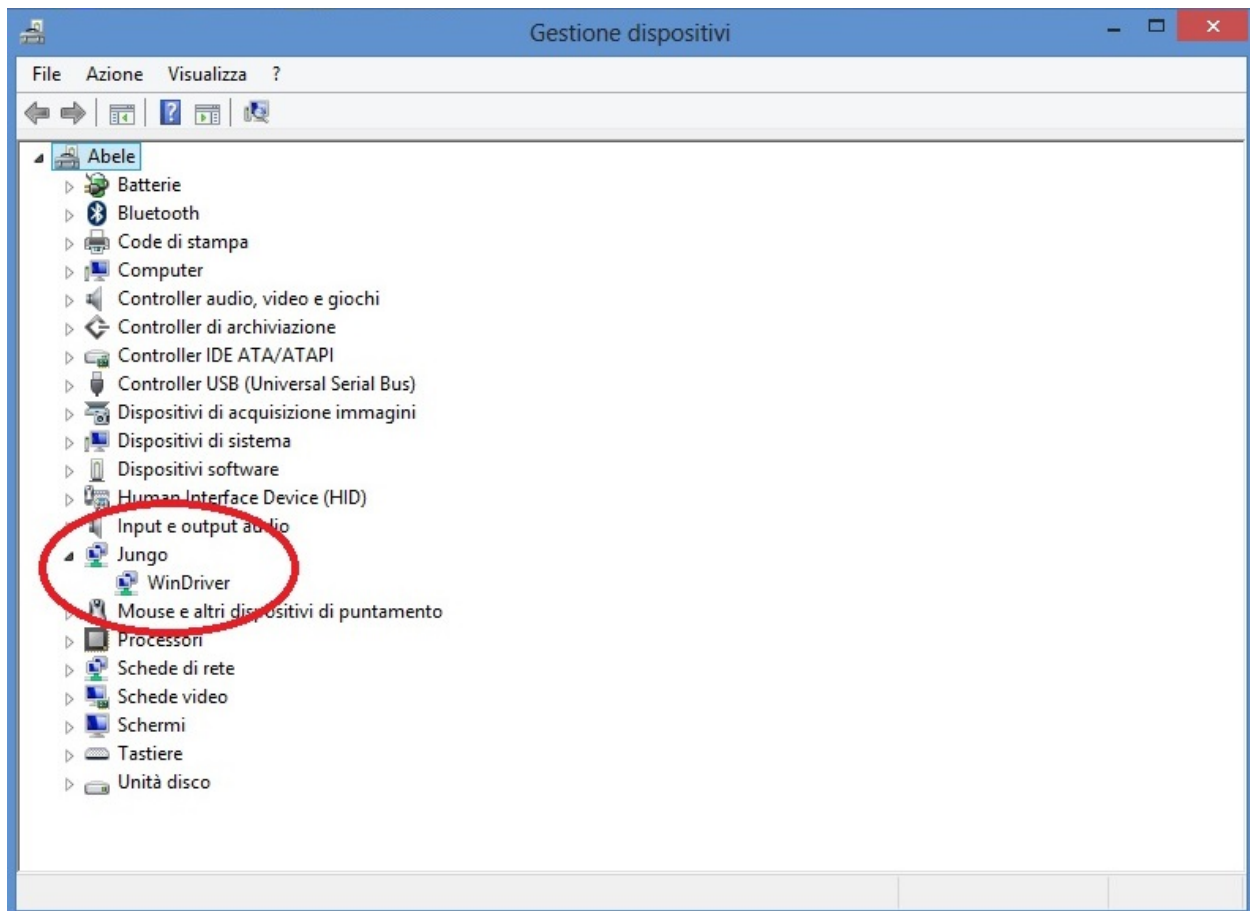 Gestione dispositivi
File Azione Visualizza ?
Abele
Batterie
Bluetooth
Code di stampa
Computer
Controller audio, video e giochi
Controller di archiviazione
Controller IDE ATA/ATAPI
Controller USB (Universal Serial Bus)
Dispositivi di acquisizione immagini
Dispositivi di sistema
Dispositivi software
Human Interface Device (HID)
Input e output audio
Jungo
WinDriver
Mouse e altri dispositivi di puntamento
Processori
Schede di rete
Schede video
Schermi
Tastiere
Unità disco